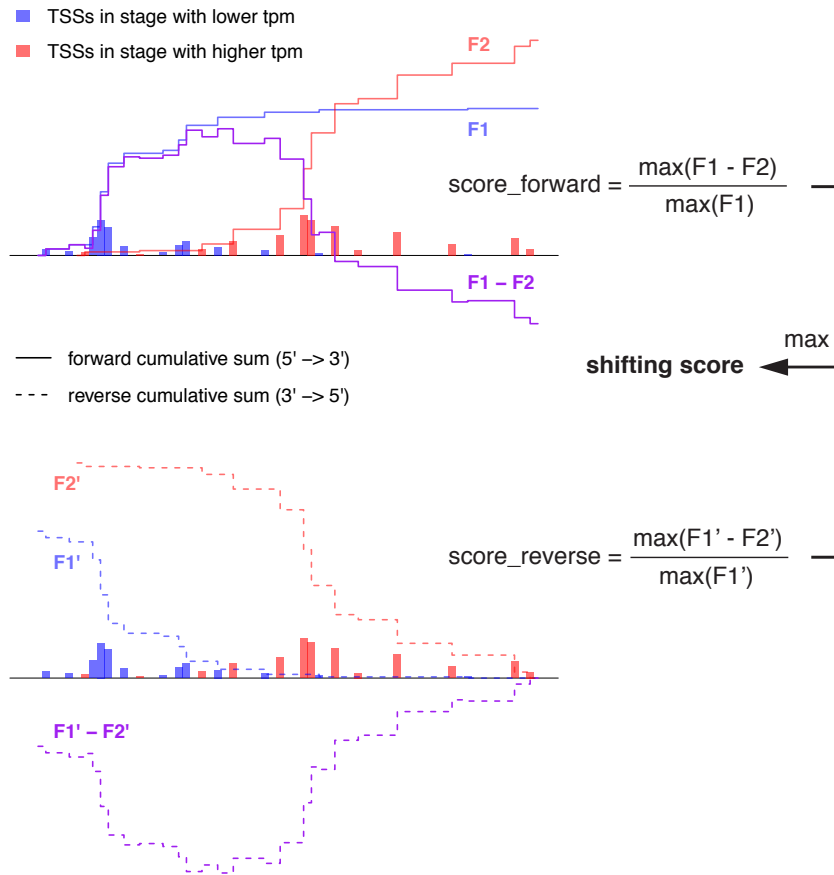 TSSs in stage with lower tpm
TSSs in stage with higher tpm
F2
F1
score_forward = max(F1 - F2)
max(F1)
F1 – F2
forward cumulative sum (5' –> 3')
reverse cumulative sum (3' –> 5')
max
shifting score
F2'
F1'
score_reverse = max(F1' - F2')
max(F1')
F1' – F2'